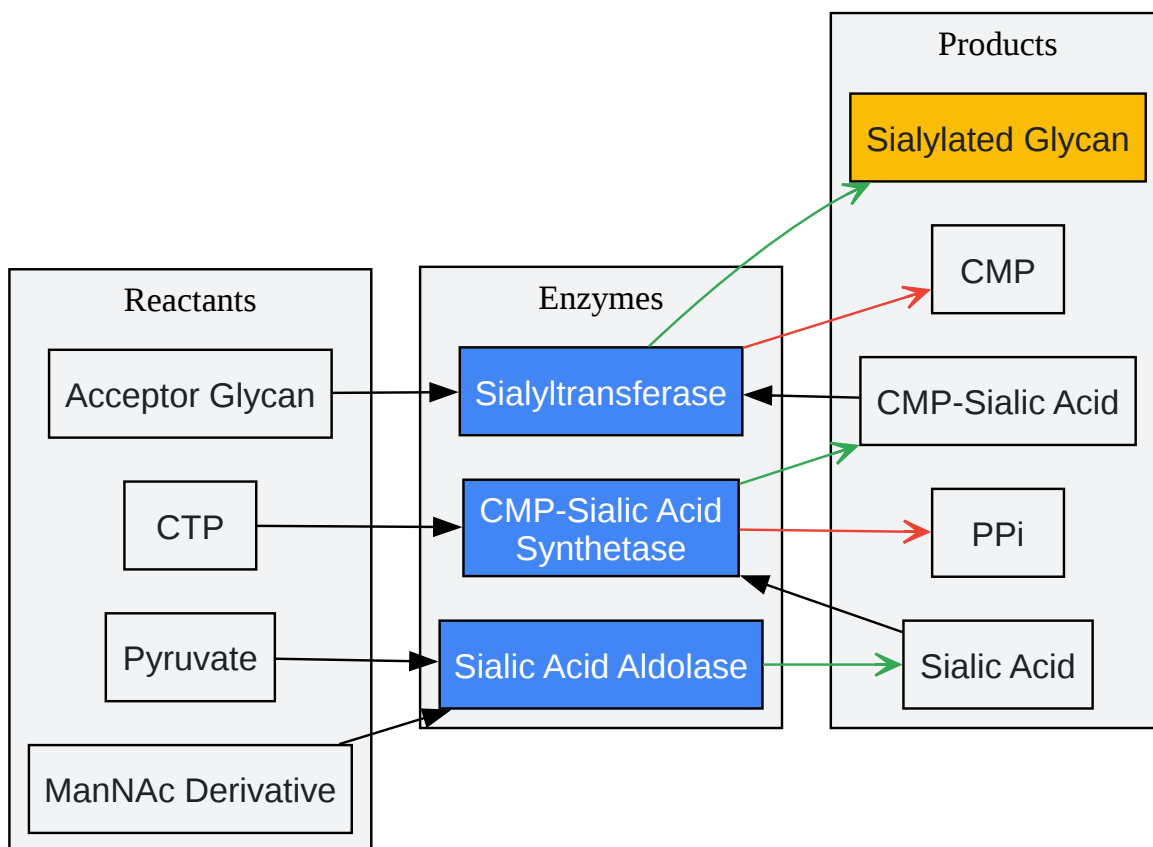 Reactants
Acceptor Glycan
CTP
Pyruvate
ManNAc Derivative
Enzymes
Sialyltransferase
CMP-Sialic Acid
Synthetase
Sialic Acid Aldolase
Products
Sialylated Glycan
CMP
CMP-Sialic Acid
PPi
Sialic Acid